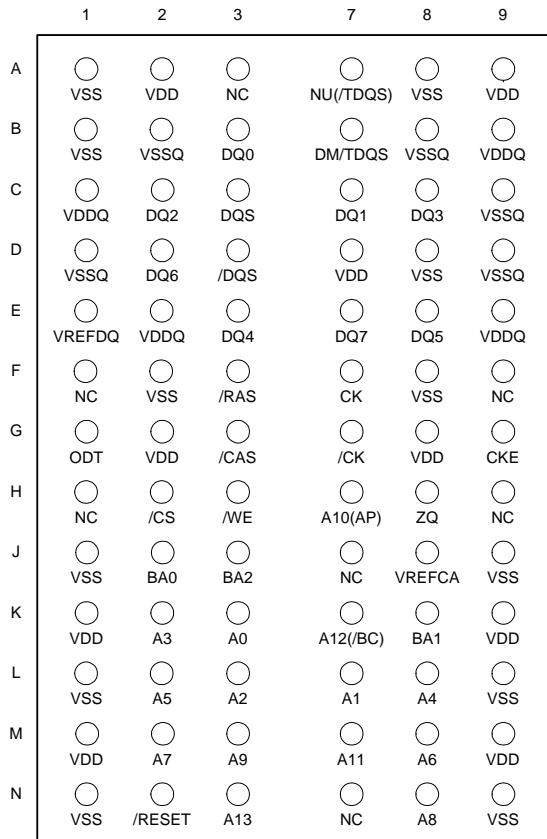 1 2 3 7 8 9
A
VSS VDD NC NU(/TDQS) VSS VDD
B
VSS VSSQ DQ0 DM/TDQS VSSQ VDDQ
C
VDDQ DQ2 DQS DQ1 DQ3 VSSQ
D
VSSQ DQ6 /DQS VDD VSS VSSQ
E
VREFDQ VDDQ DQ4 DQ7 DQ5 VDDQ
F
NC VSS /RAS CK VSS NC
G
ODT VDD /CAS /CK VDD CKE
H
NC /CS /WE A10(AP) ZQ NC
J
VSS BA0 BA2 NC VREFCA VSS
K
VDD A3 A0 A12(/BC) BA1 VDD
L
VSS A5 A2 A1 A4 VSS
M
VDD A7 A9 A11 A6 VDD
N
VSS /RESET A13 NC A8 VSS